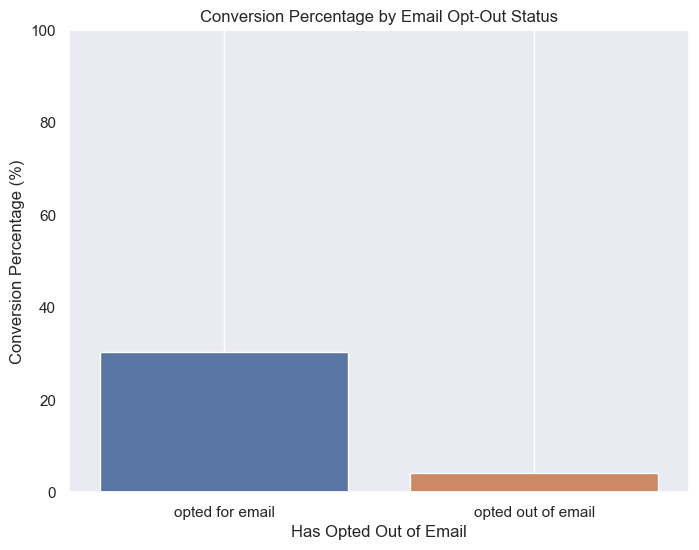 Conversion Percentage by Email Opt-Out Status
100
80
60
40
20
0
Conversion Percentage (%)
opted for email
opted out of email
Has Opted Out of Email